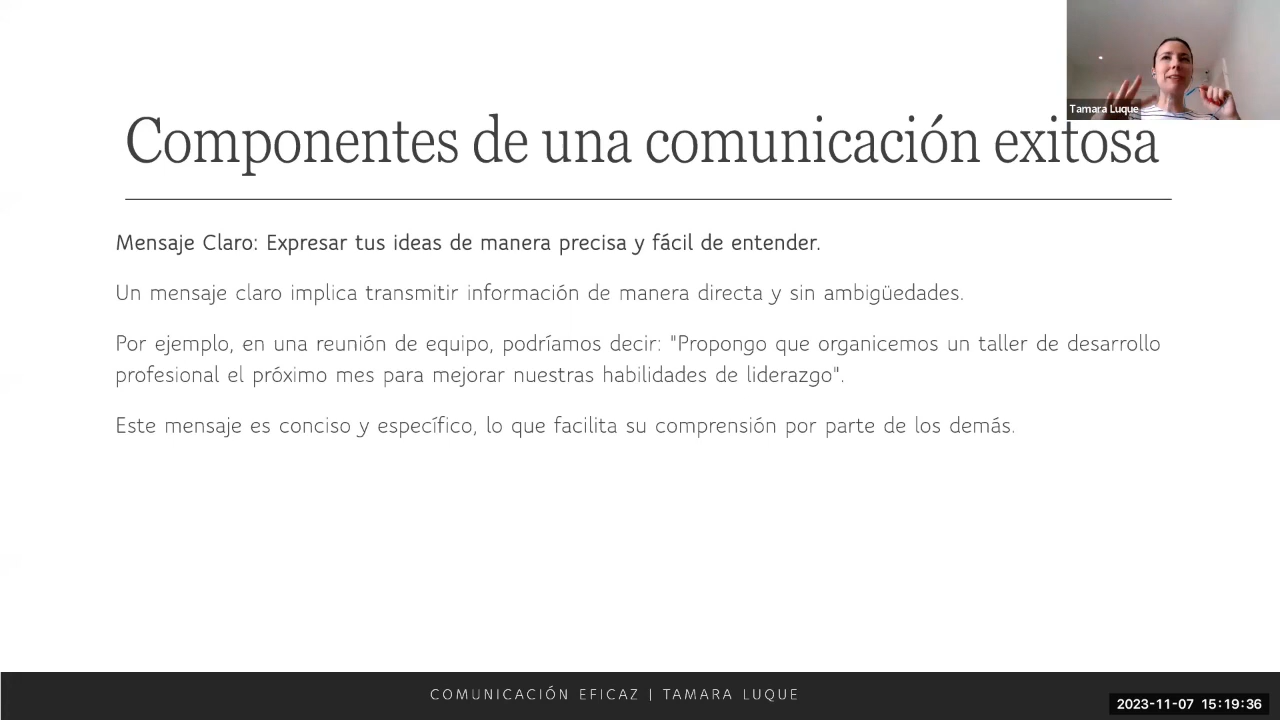 Tamara Luque
Componentes de una comunicación exitosa
Mensaje Claro: Expresar tus ideas de manera precisa y fácil de entender.
Un mensaje claro implica transmitir información de manera directa y sin ambigüedades.
Por ejemplo, en una reunión de equipo, podríamos decir: "Propongo que organicemos un taller de desarrollo
profesional el próximo mes para mejorar nuestras habilidades de liderazgo".
Este mensaje es conciso y específico, lo que facilita su comprensión por parte de los demás.
COMUNICACIÓN EFICAZ | TAMARA LUQUE
2023-11-07 15:19:36